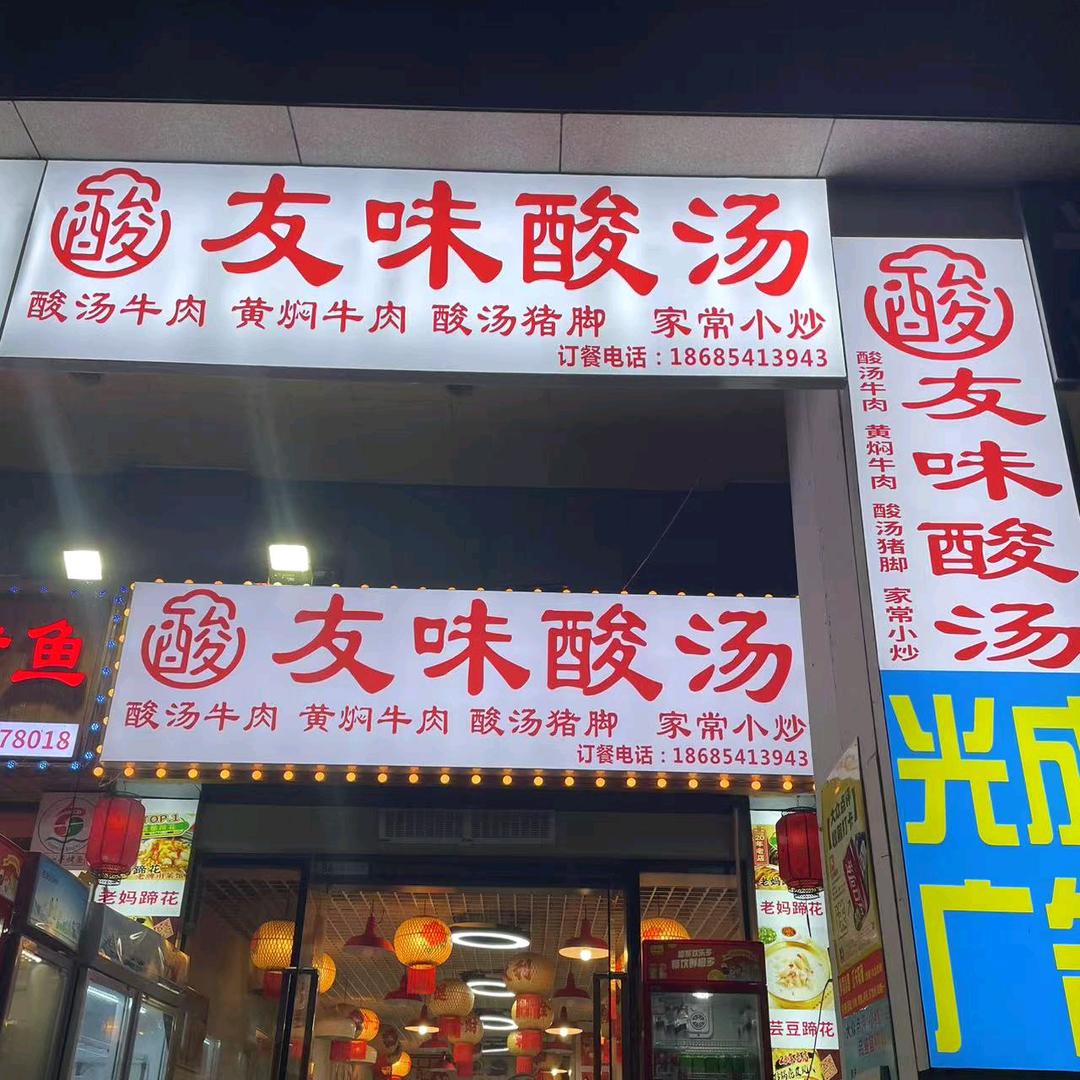 酸 友味酸汤
酸汤牛肉 黄焖牛肉 酸汤猪脚 家常小炒
订餐电话：18685413943
酸
友味酸汤
酸汤牛肉 黄焖牛肉 酸汤猪脚 家常小炒
酸 友味酸汤
酸汤牛肉 黄焖牛肉 酸汤猪脚 家常小炒
订餐电话：18685413943
鱼
78018
光成
广告
TOP.1
老妈蹄花
老妈蹄花
芸豆蹄花